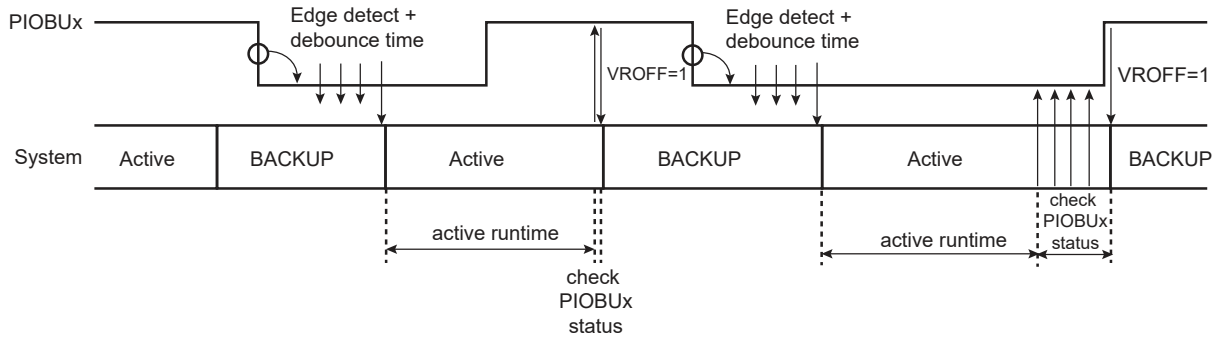 PIOBUx
Edge detect +
debounce time
VROFF=1
Edge detect +
debounce time
VROFF=1
System
Active
BACKUP
Active
BACKUP
Active
BACKUP
active runtime
check
PIOBUx
status
active runtime
check
PIOBUx
status